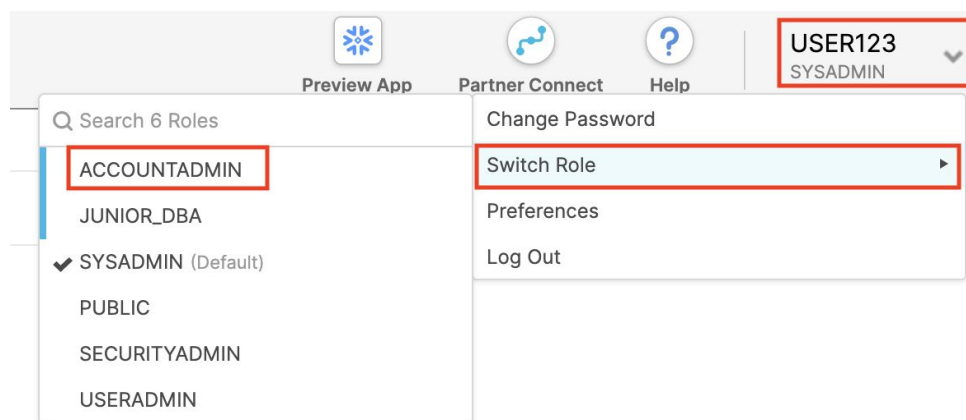 USER123
SYSADMIN
Preview App
Partner Connect
Help
Search 6 Roles
ACCOUNTADMIN
JUNIOR_DBA
SYSADMIN (Default)
PUBLIC
SECURITYADMIN
USERADMIN
Change Password
Switch Role
Preferences
Log Out